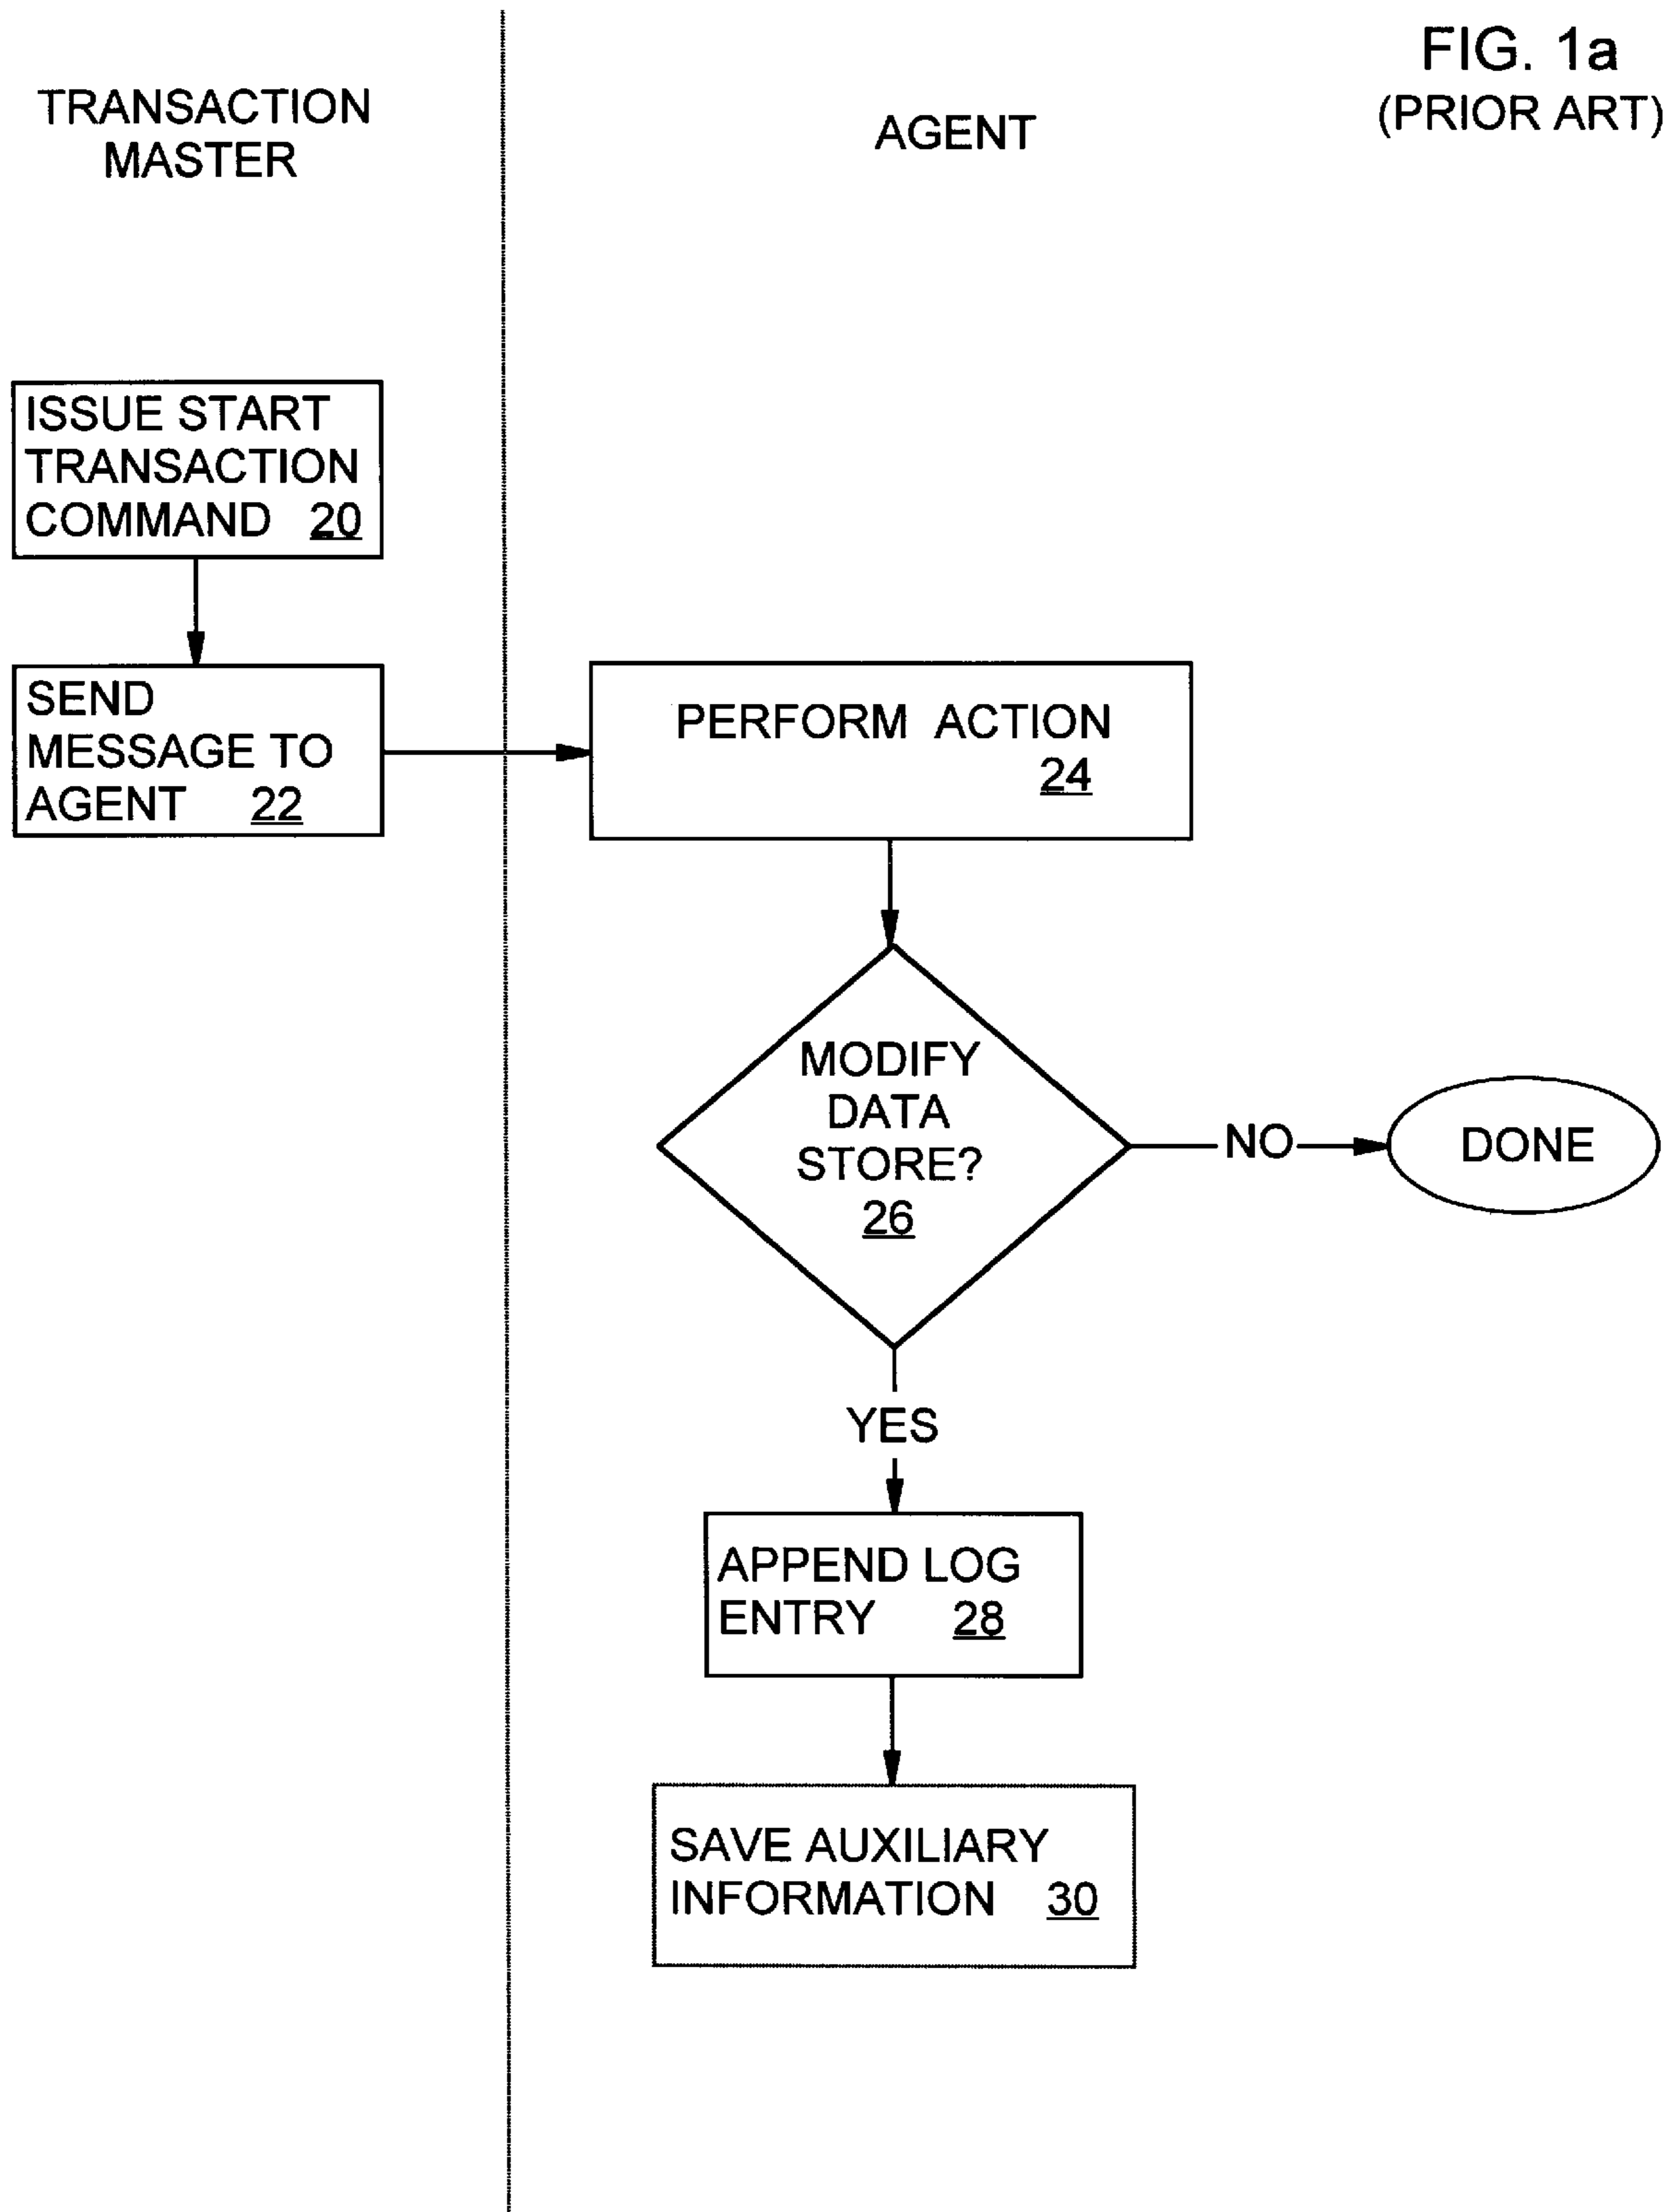 FIG. 1a
(PRIOR ART)
TRANSACTION
MASTER
AGENT
ISSUE START
TRANSACTION
COMMAND 20
SEND
MESSAGE TO
AGENT 22
PERFORM ACTION
24
MODIFY
DATA
STORE?
26
NO
DONE
YES
APPEND LOG
ENTRY 28
SAVE AUXILIARY
INFORMATION 30